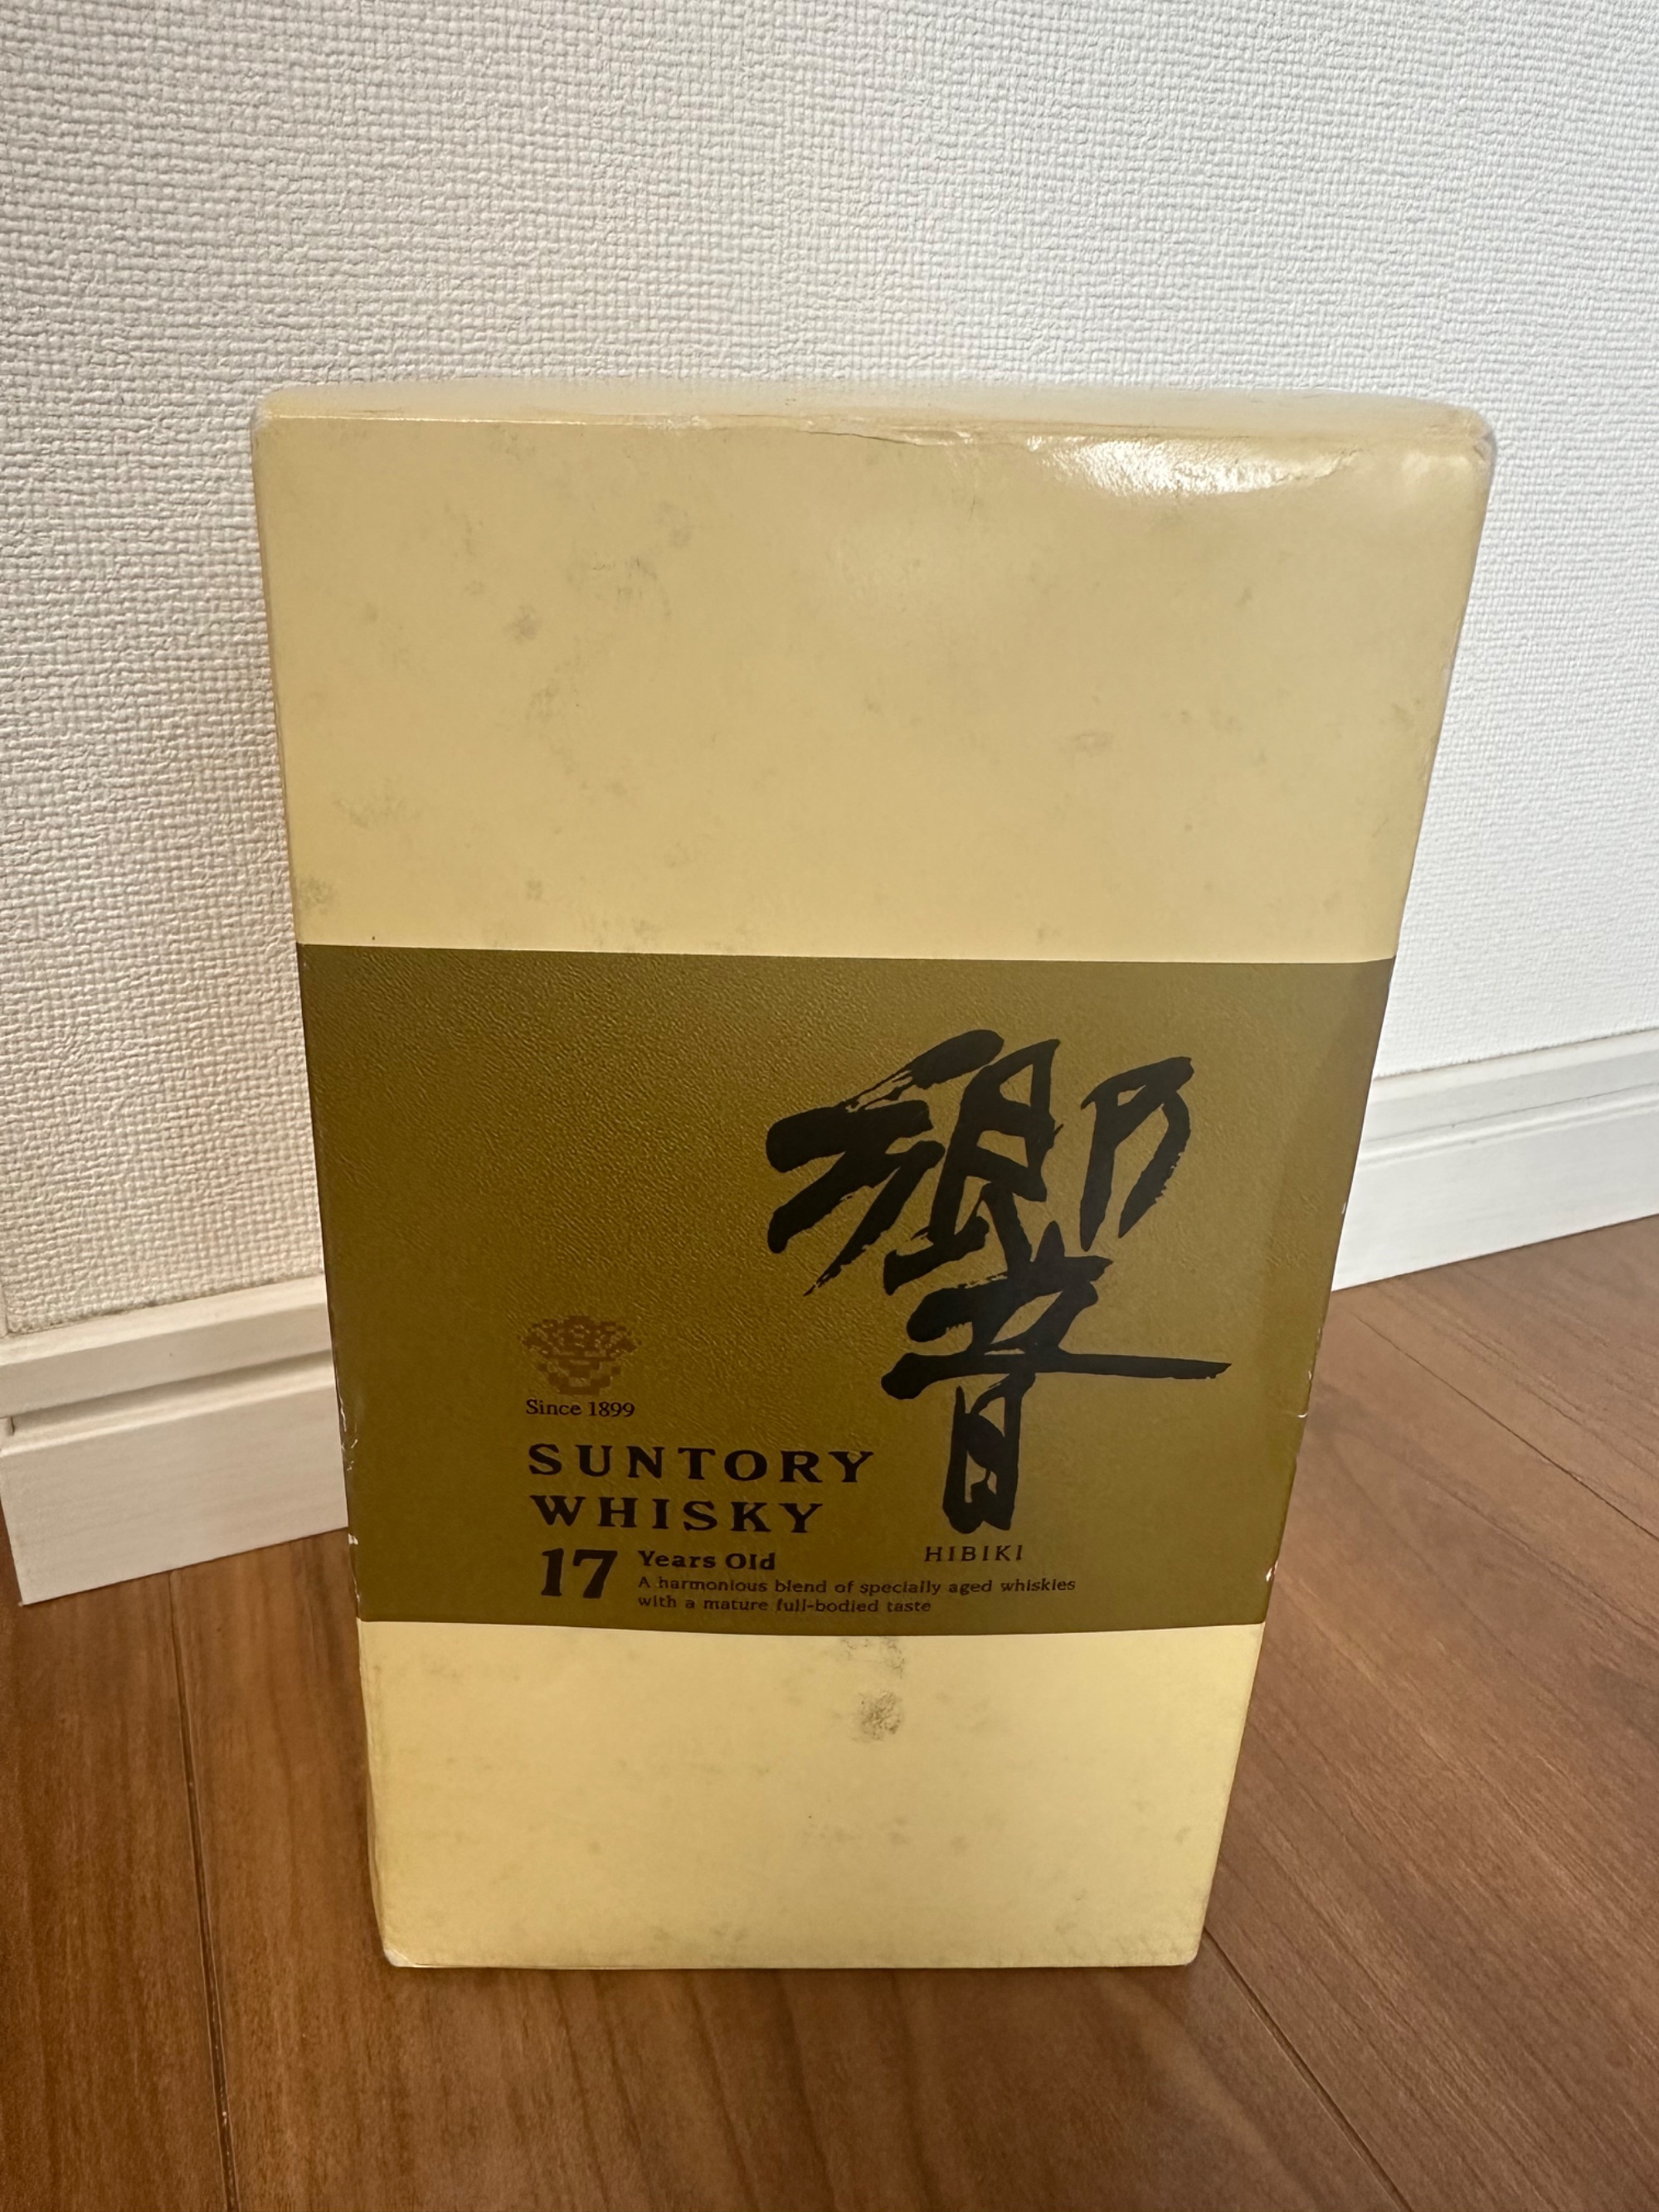 響
Since 1899
SUNTORY
WHISKY
HIBIKI
17 Years Old
A harmonious blend of specially aged whiskies
with a mature full-bodied taste